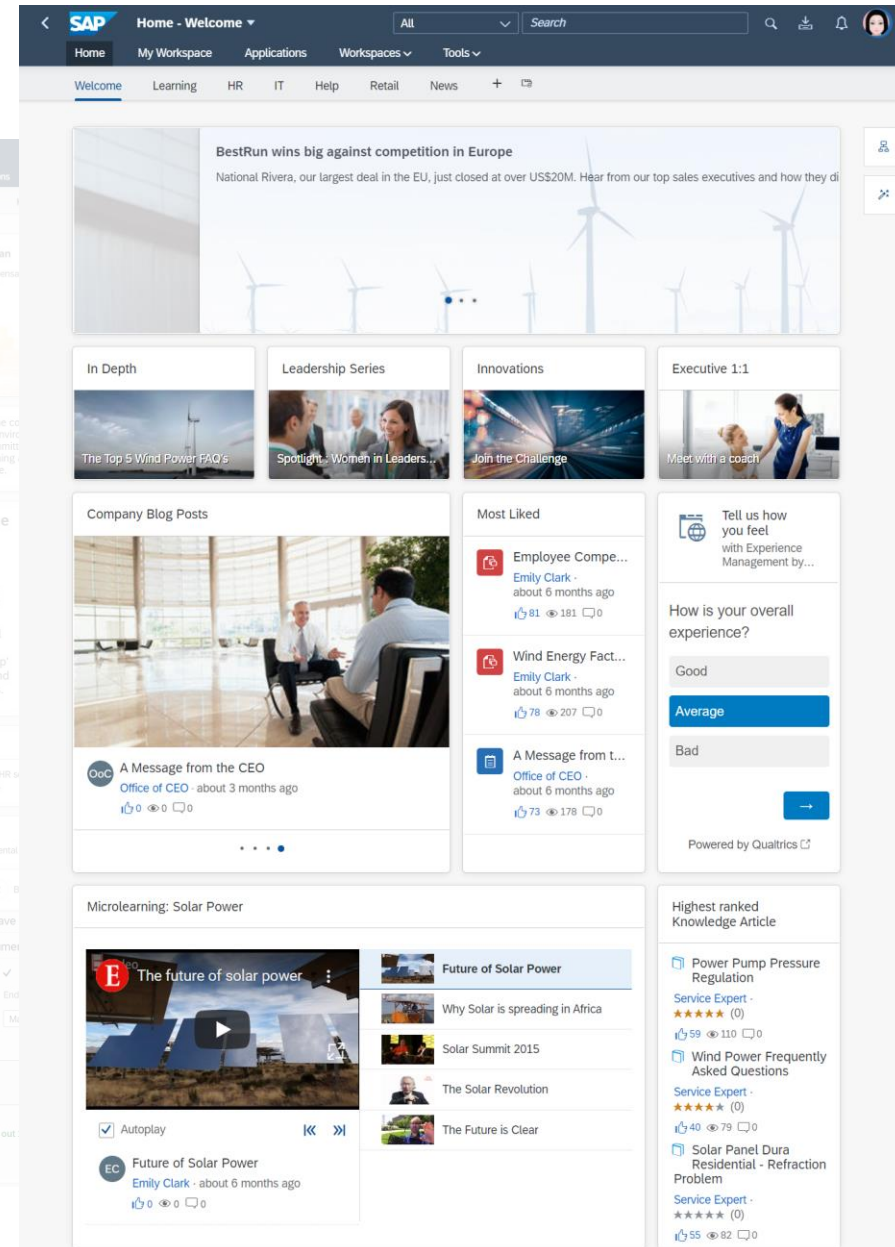 SAP Home - Welcome All Search
Home My Workspace Applications Workspaces Tools
Welcome Learning HR IT Help Retail News
BestRun wins big against competition in Europe
National Rivera, our largest deal in the EU, just closed at over US$20M. Hear from our top sales executives and how they di
In Depth
The Top 5 Wind Power FAQ's
Leadership Series
Spotlight : Women in Leaders...
Innovations
Join the Challenge
Executive 1:1
Meet with a coach
Company Blog Posts
OoC
A Message from the CEO
Office of CEO · about 3 months ago
0 0 0
Most Liked
Employee Compe...
Emily Clark ·
about 6 months ago
81 181 0
Wind Energy Fact...
Emily Clark ·
about 6 months ago
78 207 0
A Message from t...
Office of CEO ·
about 6 months ago
73 178 0
Tell us how
you feel
with Experience
Management by...
How is your overall
experience?
Good
Average
Bad
→
Powered by Qualtrics
Microlearning: Solar Power
E The future of solar power
Autoplay
EC
Future of Solar Power
Emily Clark · about 6 months ago
0 0 0
Future of Solar Power
Why Solar is spreading in Africa
Solar Summit 2015
The Solar Revolution
The Future is Clear
Highest ranked
Knowledge Article
Power Pump Pressure
Regulation
Service Expert ·
★★★★★ (0)
59 110 0
Wind Power Frequently
Asked Questions
Service Expert ·
★★★★★ (0)
40 79 0
Solar Panel Dura
Residential - Refraction
Problem
Service Expert ·
★★★★★ (0)
55 82 0